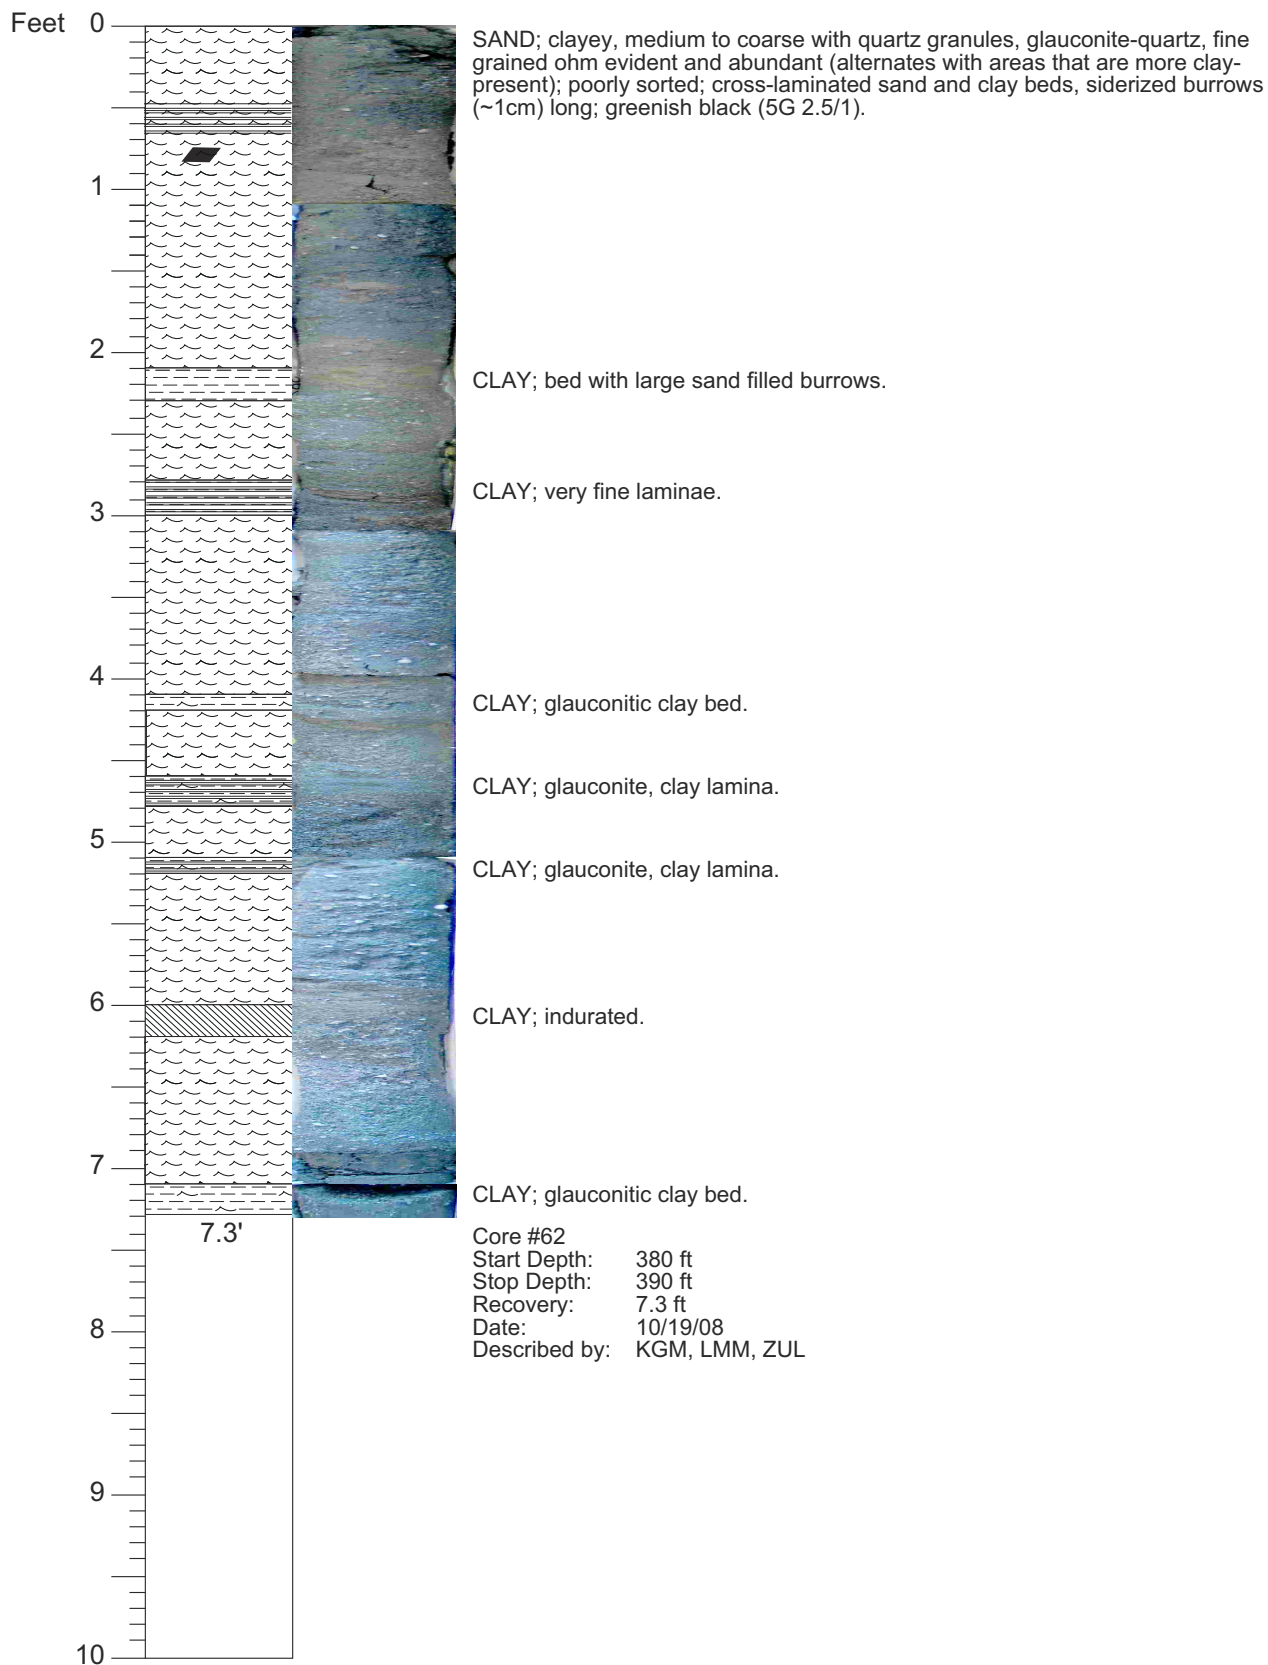 Feet 0
SAND; clayey, medium to coarse with quartz granules, glauconite-quartz, fine
grained ohm evident and abundant (alternates with areas that are more clay-
present); poorly sorted; cross-laminated sand and clay beds, siderized burrows
(~1cm) long; greenish black (5G 2.5/1).
1
2
CLAY; bed with large sand filled burrows.
CLAY; very fine laminae.
3
4
CLAY; glauconitic clay bed.
CLAY; glauconite, clay lamina.
5
CLAY; glauconite, clay lamina.
6
CLAY; indurated.
7
CLAY; glauconitic clay bed.
7.3'
Core #62
Start Depth: 380 ft
Stop Depth: 390 ft
Recovery: 7.3 ft
Date: 10/19/08
Described by: KGM, LMM, ZUL
8
9
10